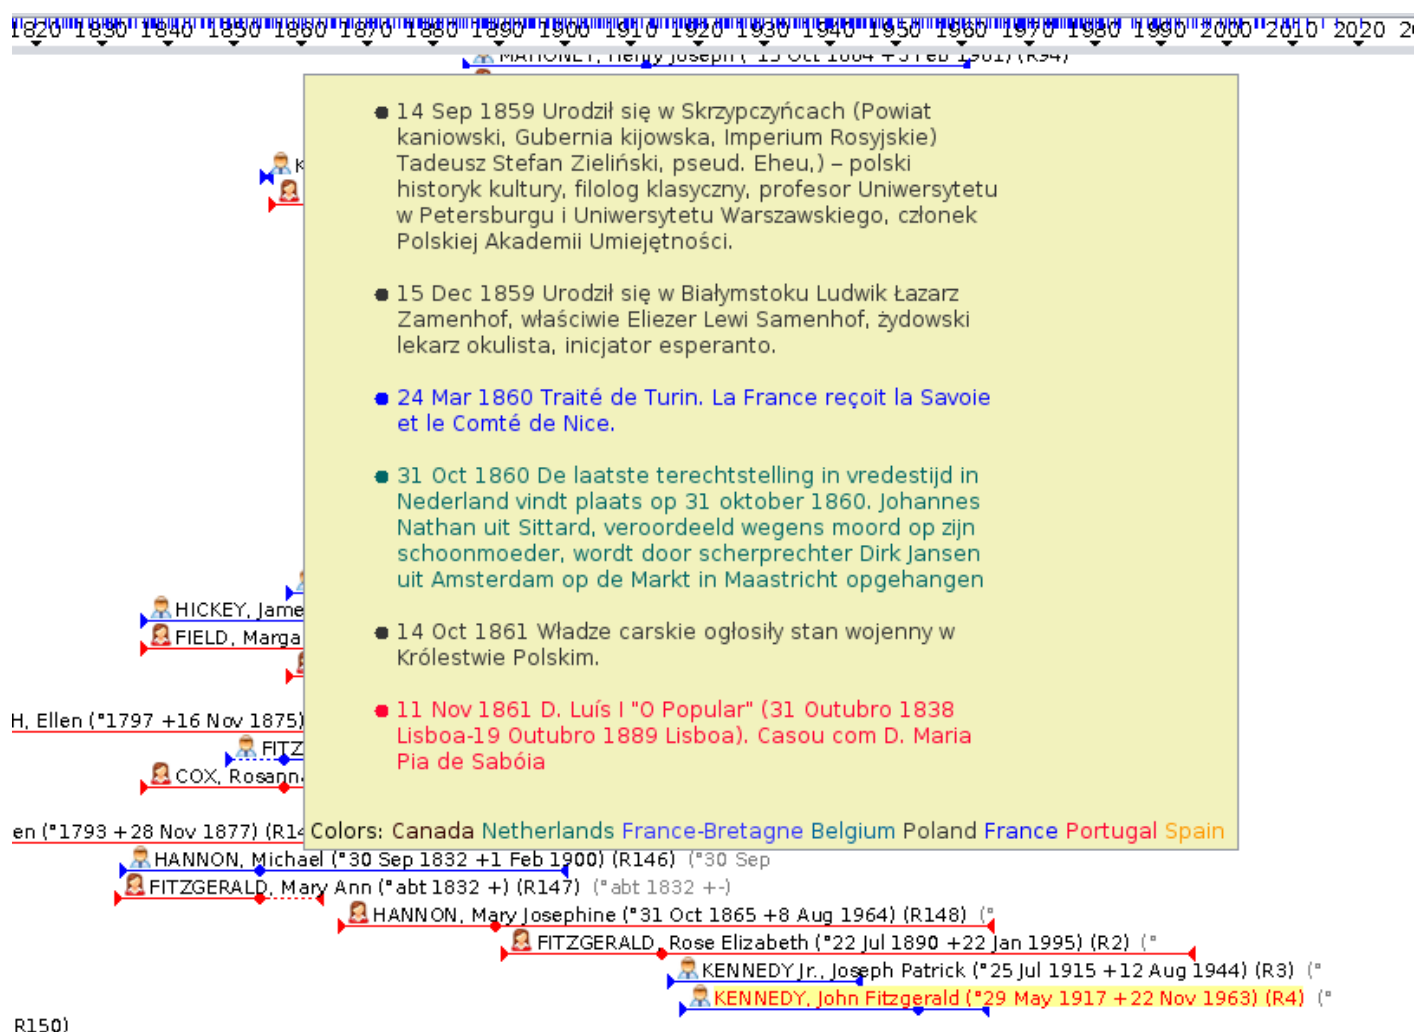 1820 1830 1840 1850 1860 1870 1880 1890 1900 1910 1920 1930 1940 1950 1960 1970 1980 1990 2000 2010 2020
MAHONEY, Henry Joseph (°15 Oct 1884 +5 Feb 1961) (R94)
14 Sep 1859 Urodził się w Skrzypczyńcach (Powiat
kaniowski, Gubernia kijowska, Imperium Rosyjskie)
Tadeusz Stefan Zieliński, pseud. Eheu,) – polski
historyk kultury, filolog klasyczny, profesor Uniwersytetu
w Petersburgu i Uniwersytetu Warszawskiego, członek
Polskiej Akademii Umiejętności.
15 Dec 1859 Urodził się w Białymstoku Ludwik Łazarz
Zamenhof, właściwie Eliezer Lewi Samenhof, żydowski
lekarz okulista, inicjator esperanto.
24 Mar 1860 Traité de Turin. La France reçoit la Savoie
et le Comté de Nice.
31 Oct 1860 De laatste terechtstelling in vredestijd in
Nederland vindt plaats op 31 oktober 1860. Johannes
Nathan uit Sittard, veroordeeld wegens moord op zijn
schoonmoeder, wordt door scherprechter Dirk Jansen
uit Amsterdam op de Markt in Maastricht opgehangen
HICKEY, Jame
14 Oct 1861 Władze carskie ogłosiły stan wojenny w
Królestwie Polskim.
FIELD, Marga
11 Nov 1861 D. Luís I "O Popular" (31 Outubro 1838
Lisboa-19 Outubro 1889 Lisboa). Casou com D. Maria
Pia de Sabóia
H, Ellen (°1797 +16 Nov 1875)
FITZ
COX, Rosann
en (°1793 +28 Nov 1877) (R14
Colors: Canada Netherlands France-Bretagne Belgium Poland France Portugal Spain
HANNON, Michael (°30 Sep 1832 +1 Feb 1900) (R146) (°30 Sep
FITZGERALD, Mary Ann (°abt 1832 +) (R147) (°abt 1832 +-)
HANNON, Mary Josephine (°31 Oct 1865 +8 Aug 1964) (R148) (°
FITZGERALD, Rose Elizabeth (°22 Jul 1890 +22 Jan 1995) (R2) (°
KENNEDY Jr., Joseph Patrick (°25 Jul 1915 +12 Aug 1944) (R3) (°
KENNEDY, John Fitzgerald (°29 May 1917 +22 Nov 1963) (R4) (°
R150)